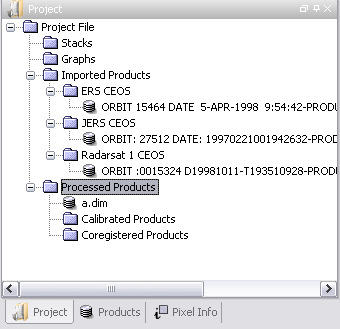 Project
Project File
Stacks
Graphs
Imported Products
ERS CEOS
ORBIT 15464 DATE  5-APR-1998  9:54:42-PRODU
JERS CEOS
ORBIT: 27512 DATE: 19970221001942632-PROD
Radarsat 1 CEOS
ORBIT :0015324 D19981011-T193510928-PROD
Processed Products
a.dim
Calibrated Products
Coregistered Products
Project Products Pixel Info